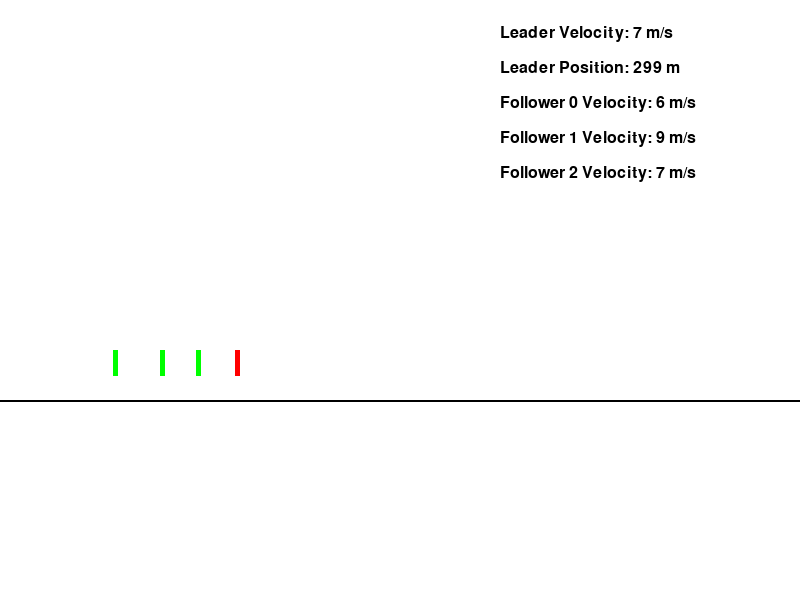 Leader Velocity: 7 m/s
Leader Position: 299 m
Follower 0 Velocity: 6 m/s
Follower 1 Velocity: 9 m/s
Follower 2 Velocity: 7 m/s